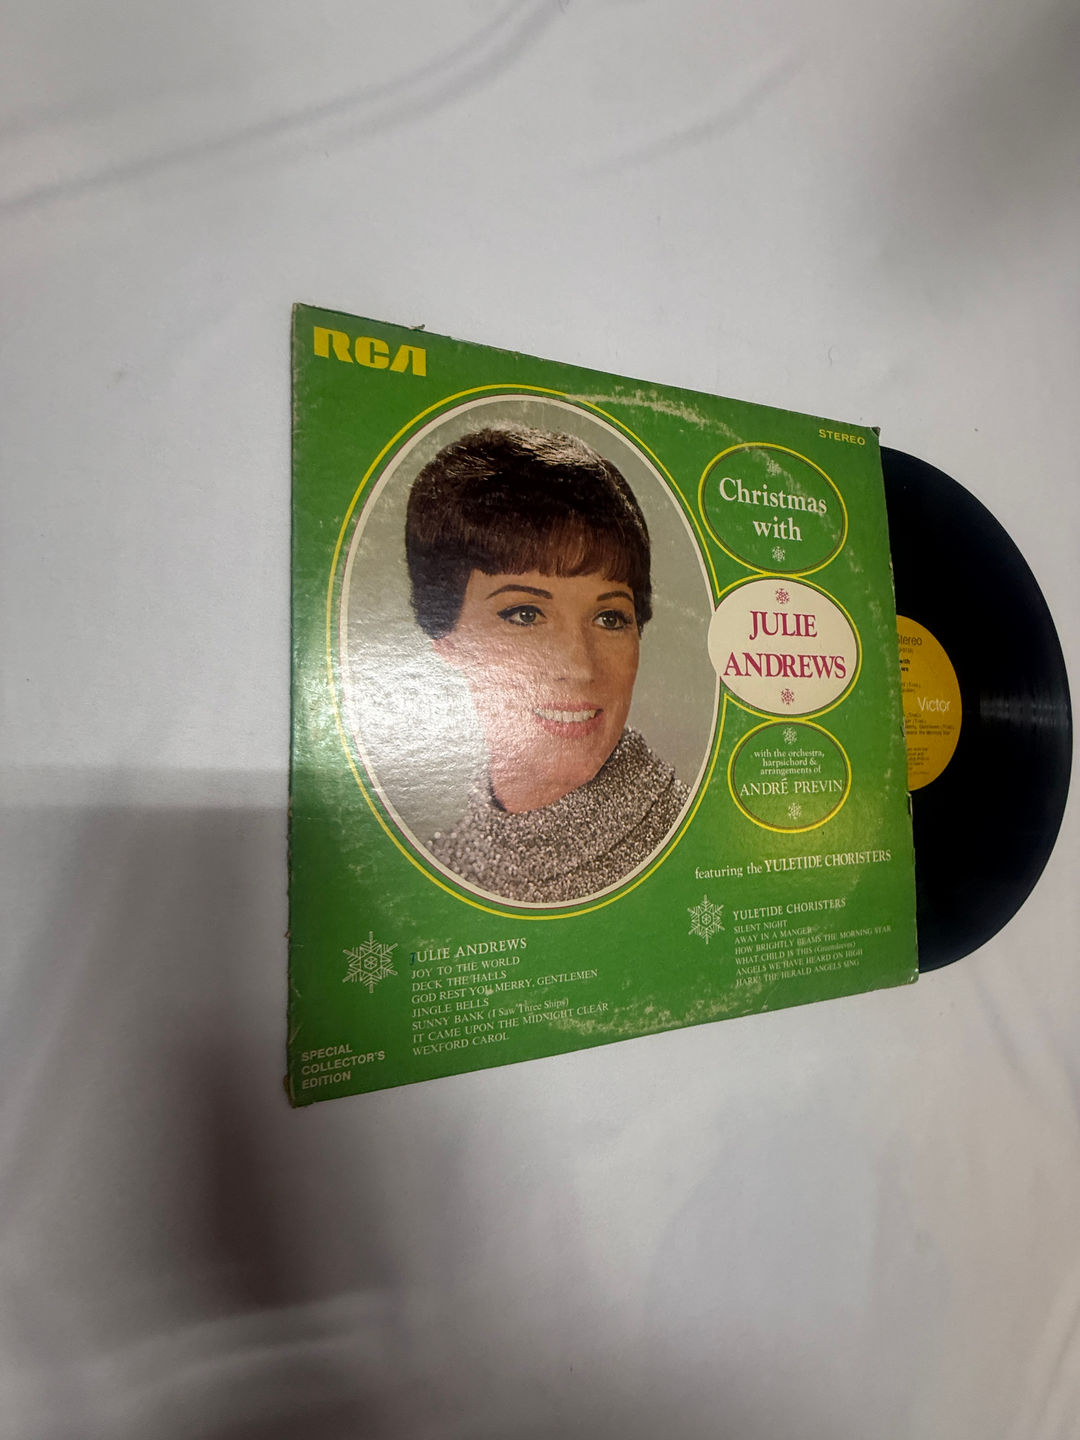 RCA
STEREO
Christmas
with
JULIE
ANDREWS
with the orchestra,
harpsichord &
arrangements of
ANDRÉ PREVIN
featuring the YULETIDE CHORISTERS
JULIE ANDREWS
JOY TO THE WORLD
DECK THE HALLS
GOD REST YOU MERRY, GENTLEMEN
JINGLE BELLS
SUNNY BANK (I Saw Three Ships)
IT CAME UPON THE MIDNIGHT CLEAR
WEXFORD CAROL
YULETIDE CHORISTERS
SILENT NIGHT
AWAY IN A MANGER
HOW BRIGHTLY BEAMS THE MORNING STAR
WHAT CHILD IS THIS (Greensleeves)
ANGELS WE HAVE HEARD ON HIGH
HARK! THE HERALD ANGELS SING
SPECIAL
COLLECTOR'S
EDITION
Stereo
Victor